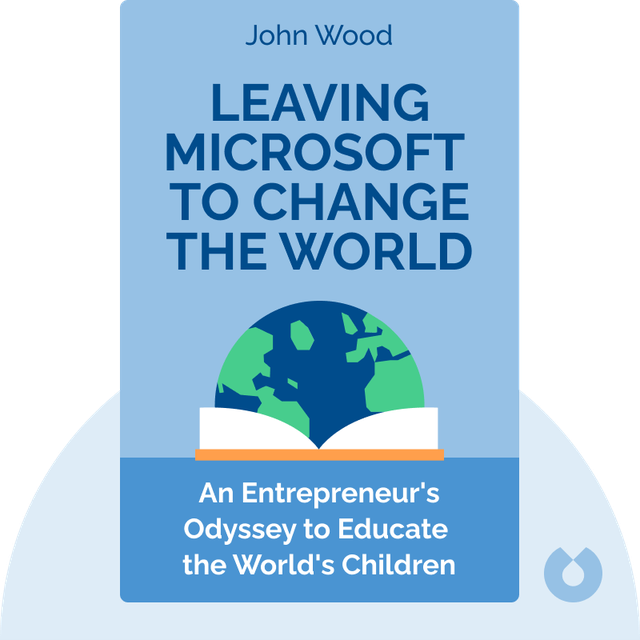 John Wood
LEAVING
MICROSOFT
TO CHANGE
THE WORLD
An Entrepreneur's
Odyssey to Educate
the World's Children